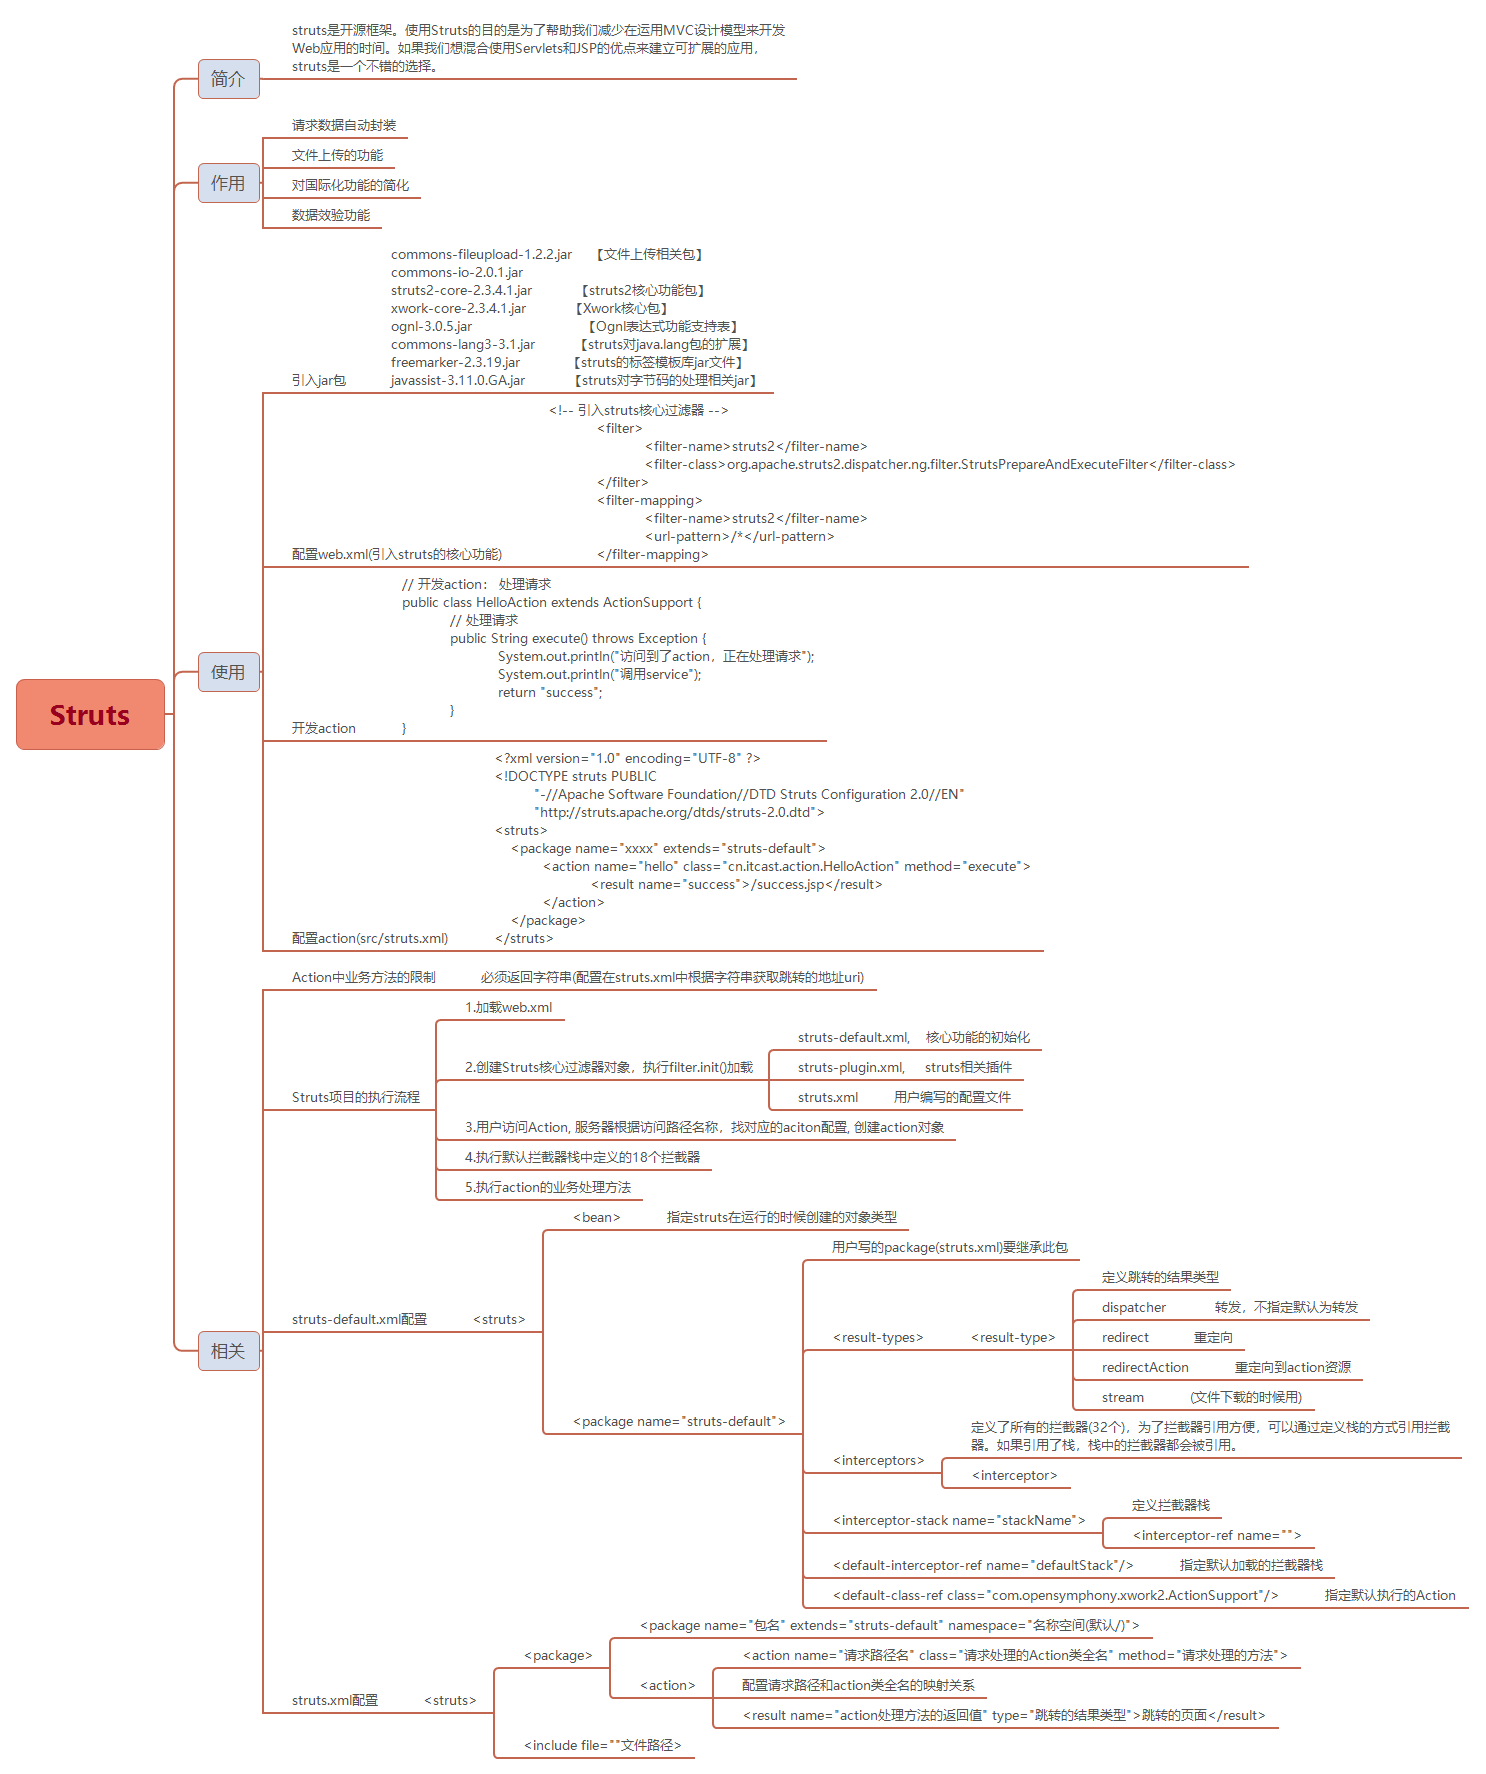 struts是开源框架。使用Struts的目的是为了帮助我们减少在运用MVC设计模型来开发
Web应用的时间。如果我们想混合使用Servlets和JSP的优点来建立可扩展的应用，
struts是一个不错的选择。
简介
请求数据自动封装
文件上传的功能
作用
对国际化功能的简化
数据效验功能
commons-fileupload-1.2.2.jar 【文件上传相关包】
commons-io-2.0.1.jar
struts2-core-2.3.4.1.jar 【struts2核心功能包】
xwork-core-2.3.4.1.jar 【Xwork核心包】
ognl-3.0.5.jar 【Ognl表达式功能支持表】
commons-lang3-3.1.jar 【struts对java.lang包的扩展】
freemarker-2.3.19.jar 【struts的标签模板库jar文件】
引入jar包 javassist-3.11.0.GA.jar 【struts对字节码的处理相关jar】
<!-- 引入struts核心过滤器 -->
<filter>
<filter-name>struts2</filter-name>
<filter-class>org.apache.struts2.dispatcher.ng.filter.StrutsPrepareAndExecuteFilter</filter-class>
</filter>
<filter-mapping>
<filter-name>struts2</filter-name>
<url-pattern>/*</url-pattern>
配置web.xml(引入struts的核心功能) </filter-mapping>
// 开发action： 处理请求
public class HelloAction extends ActionSupport {
// 处理请求
public String execute() throws Exception {
System.out.println("访问到了action，正在处理请求");
使用
System.out.println("调用service");
return "success";
}
开发action }
Struts
<?xml version="1.0" encoding="UTF-8" ?>
<!DOCTYPE struts PUBLIC
"-//Apache Software Foundation//DTD Struts Configuration 2.0//EN"
"http://struts.apache.org/dtds/struts-2.0.dtd">
<struts>
<package name="xxxx" extends="struts-default">
<action name="hello" class="cn.itcast.action.HelloAction" method="execute">
<result name="success">/success.jsp</result>
</action>
</package>
配置action(src/struts.xml) </struts>
Action中业务方法的限制 必须返回字符串(配置在struts.xml中根据字符串获取跳转的地址uri)
1.加载web.xml
struts-default.xml, 核心功能的初始化
2.创建Struts核心过滤器对象，执行filter.init()加载 struts-plugin.xml, struts相关插件
Struts项目的执行流程 struts.xml 用户编写的配置文件
3.用户访问Action, 服务器根据访问路径名称，找对应的aciton配置, 创建action对象
4.执行默认拦截器栈中定义的18个拦截器
5.执行action的业务处理方法
<bean> 指定struts在运行的时候创建的对象类型
用户写的package(struts.xml)要继承此包
定义跳转的结果类型
dispatcher 转发，不指定默认为转发
struts-default.xml配置 <struts>
<result-types> <result-type> redirect 重定向
相关
redirectAction 重定向到action资源
stream (文件下载的时候用)
<package name="struts-default">
定义了所有的拦截器(32个)，为了拦截器引用方便，可以通过定义栈的方式引用拦截
器。如果引用了栈，栈中的拦截器都会被引用。
<interceptors>
<interceptor>
定义拦截器栈
<interceptor-stack name="stackName">
<interceptor-ref name="">
<default-interceptor-ref name="defaultStack"/> 指定默认加载的拦截器栈
<default-class-ref class="com.opensymphony.xwork2.ActionSupport"/> 指定默认执行的Action
<package name="包名" extends="struts-default" namespace="名称空间(默认/)">
<package>
<action name="请求路径名" class="请求处理的Action类全名" method="请求处理的方法">
<action> 配置请求路径和action类全名的映射关系
struts.xml配置 <struts>
<result name="action处理方法的返回值" type="跳转的结果类型">跳转的页面</result>
<include file=""文件路径>